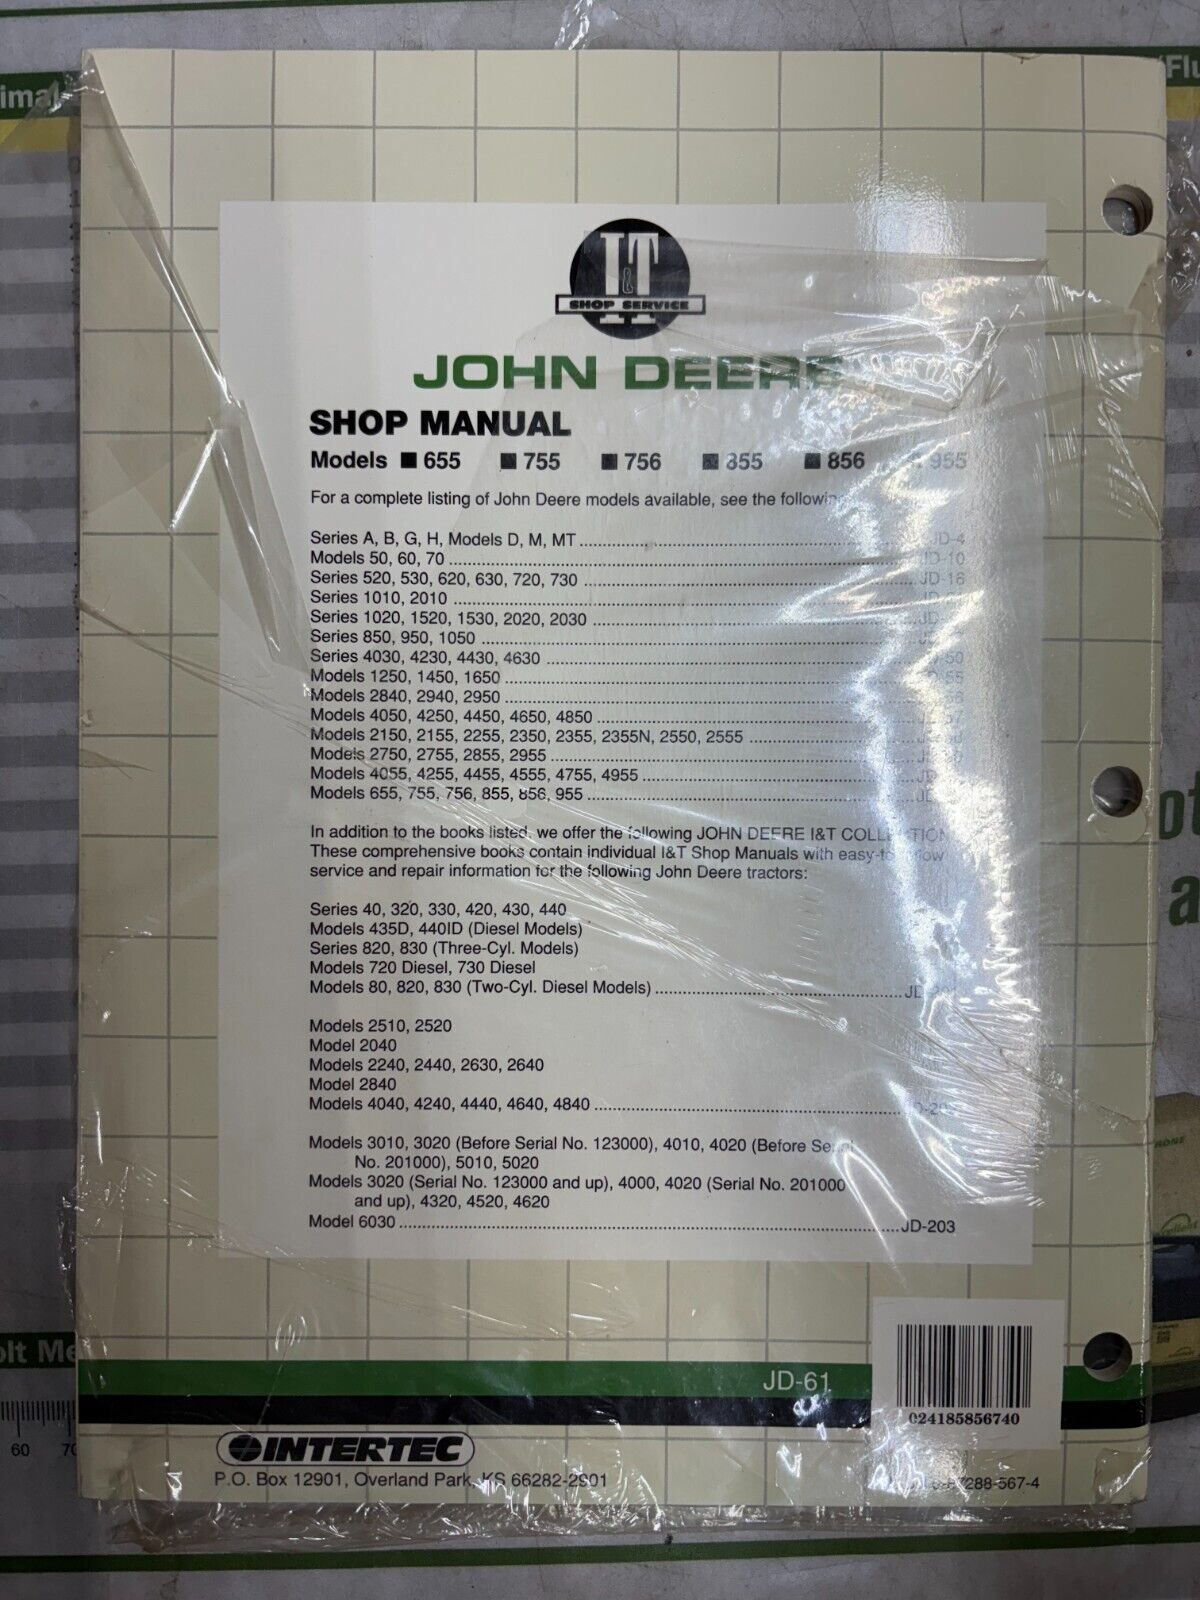 imal
Flu
I&T
SHOP SERVICE
JOHN DEERE
SHOP MANUAL
Models ■ 655 ■ 755 ■ 756 ■ 855 ■ 856 955
For a complete listing of John Deere models available, see the
Series A, B, G, H, Models D, M, MT JD-4
Models 50, 60, 70 JD-10
Series 520, 530, 620, 630, 720, 730
Series 1010, 2010
Series 1020, 1520, 1530, 2020, 2030
Series 850, 950, 1050
Series 4030, 4230, 4430, 4630
Models 1250, 1450, 1650
Models 2840, 2940, 2950
Models 4050, 4250, 4450, 4650, 4850
Models 2150, 2155, 2255, 2350, 2355, 2355N, 2550, 2555
Models 2750, 2755, 2855, 2955
Models 4055, 4255, 4455, 4555, 4755, 4955
Models 655, 755, 756, 855, 856, 955
In addition to the books listed, we offer the following JOHN DEERE I&T
These comprehensive books contain individual I&T Shop Manuals with
service and repair information for the following John Deere tractors:
Series 40, 320, 330, 420, 430, 440
Models 435D, 440ID (Diesel Models)
Series 820, 830 (Three-Cyl. Models)
Models 720 Diesel, 730 Diesel
Models 80, 820, 830 (Two-Cyl. Diesel Models)
Models 2510, 2520
Model 2040
Models 2240, 2440, 2630, 2640
Model 2840
Models 4040, 4240, 4440, 4640, 4840
Models 3010, 3020 (Before Serial No. 123000), 4010, 4020 (Before Serial
No. 201000), 5010, 5020
Models 3020 (Serial No. 123000 and up), 4000, 4020 (Serial No. 201000
and up), 4320, 4520, 4620
Model 6030 JD-203
JD-61
024185856740
INTERTEC
P.O. Box 12901, Overland Park, KS 66282-2901
60 70